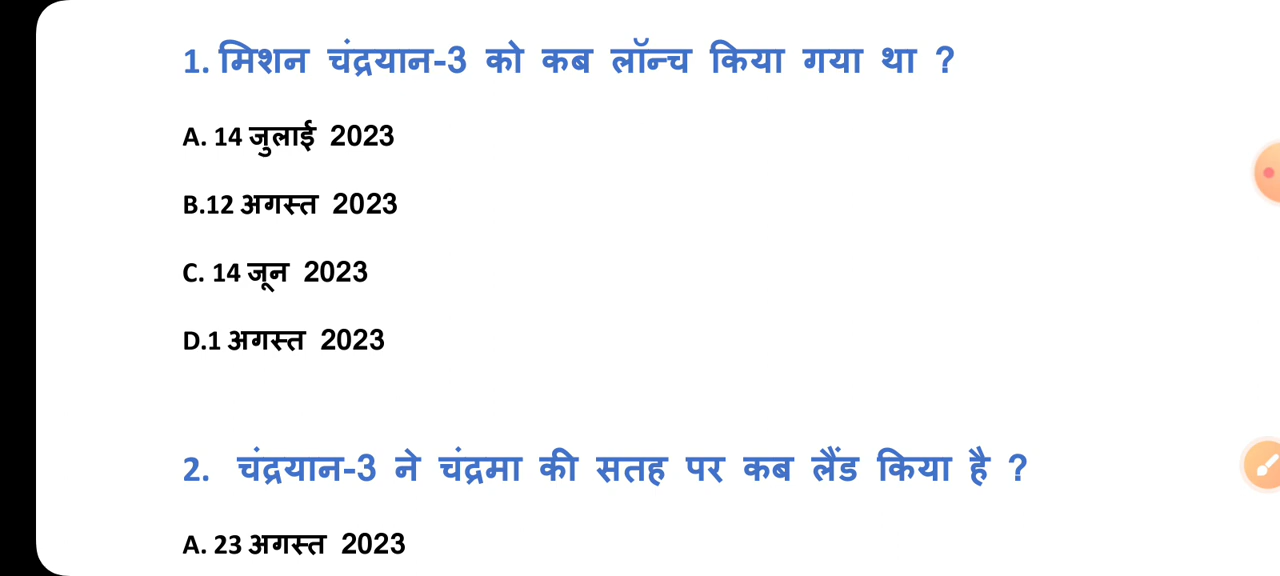 1. मिशन चंद्रयान-3 को कब लॉन्च किया गया था ?
A. 14 जुलाई 2023
B.12 अगस्त 2023
C. 14 जून 2023
D.1 अगस्त 2023
2. चंद्रयान-3 ने चंद्रमा की सतह पर कब लैंड किया है ?
A. 23 अगस्त 2023